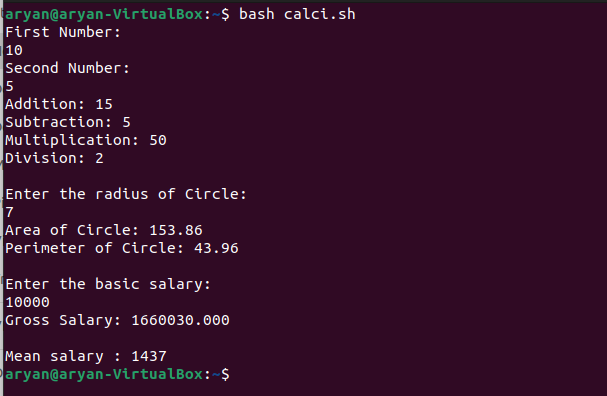 aryan@aryan-VirtualBox:~$ bash calci.sh
First Number:
10
Second Number:
5
Addition: 15
Subtraction: 5
Multiplication: 50
Division: 2
Enter the radius of Circle:
7
Area of Circle: 153.86
Perimeter of Circle: 43.96
Enter the basic salary:
10000
Gross Salary: 1660030.000
Mean salary : 1437
aryan@aryan-VirtualBox:~$